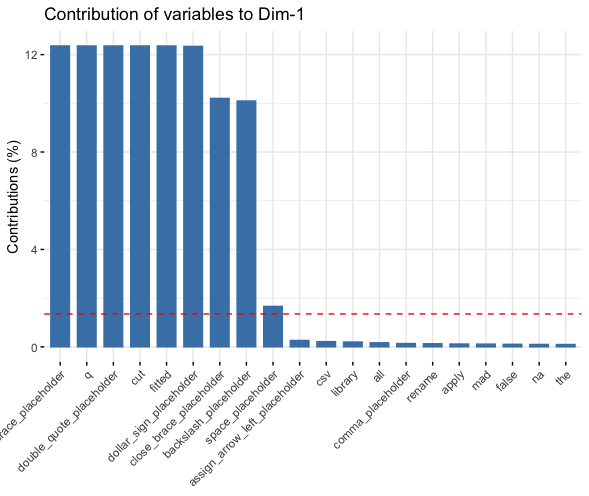 Contribution of variables to Dim-1
Contributions (%)
12
8
4
0
brace_placeholder
q
double_quote_placeholder
cut
fitted
dollar_sign_placeholder
close_brace_placeholder
backslash_placeholder
space_placeholder
assign_arrow_left_placeholder
csv
library
all
comma_placeholder
rename
apply
mad
false
na
the